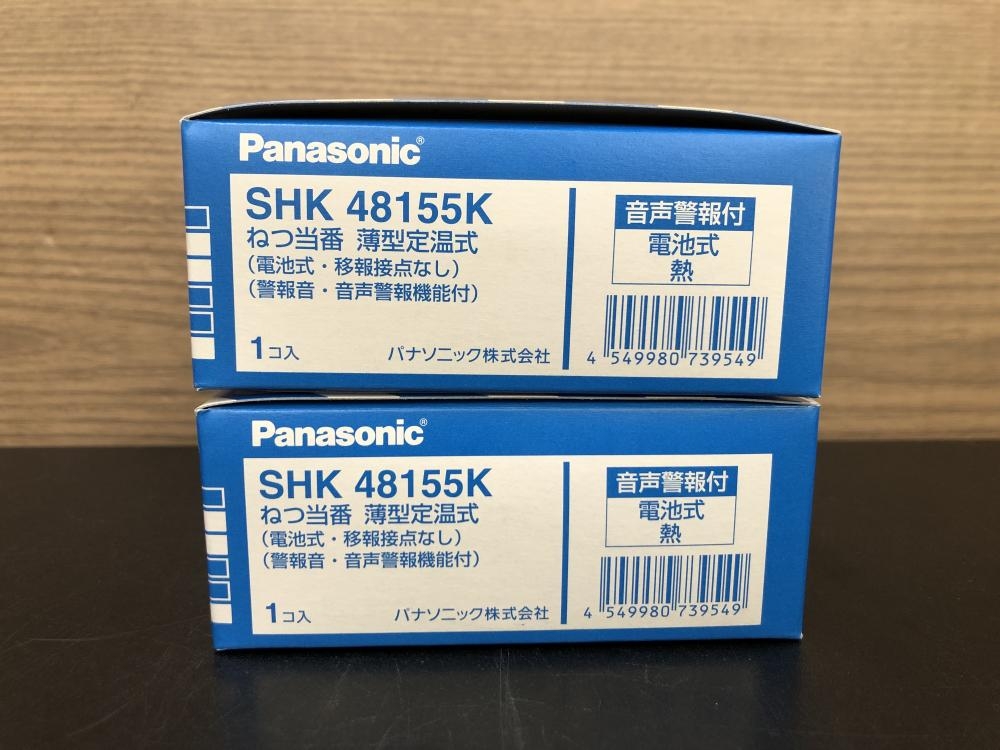 Panasonic®
SHK 48155K
ねつ当番 薄型定温式
(電池式・移報接点なし)
(警報音・音声警報機能付)
1コ入
パナソニック株式会社
音声警報付
電池式
熱
4 549980 739549
Panasonic®
SHK 48155K
ねつ当番 薄型定温式
(電池式・移報接点なし)
(警報音・音声警報機能付)
1コ入
パナソニック株式会社
音声警報付
電池式
熱
4 549980 739549